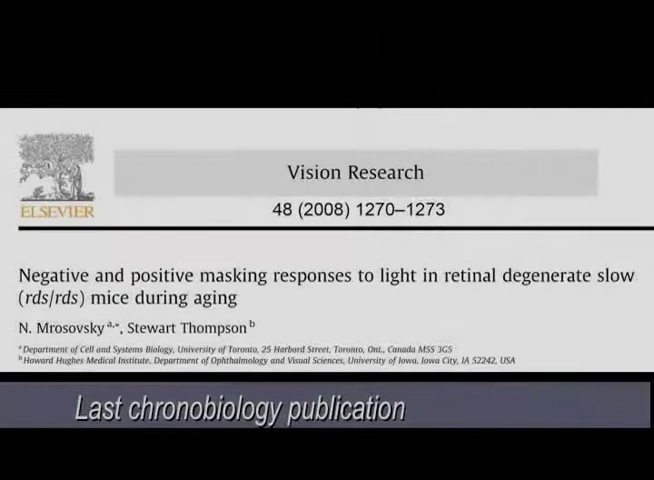 Vision Research
ELSEVIER
48 (2008) 1270–1273
Negative and positive masking responses to light in retinal degenerate slow
(rds/rds) mice during aging
N. Mrosovsky a,*, Stewart Thompson b
a Department of Cell and Systems Biology, University of Toronto, 25 Harbord Street, Toronto, Ont., Canada M5S 3G5
b Howard Hughes Medical Institute, Department of Ophthalmology and Visual Sciences, University of Iowa, Iowa City, IA 52242, USA
Last chronobiology publication